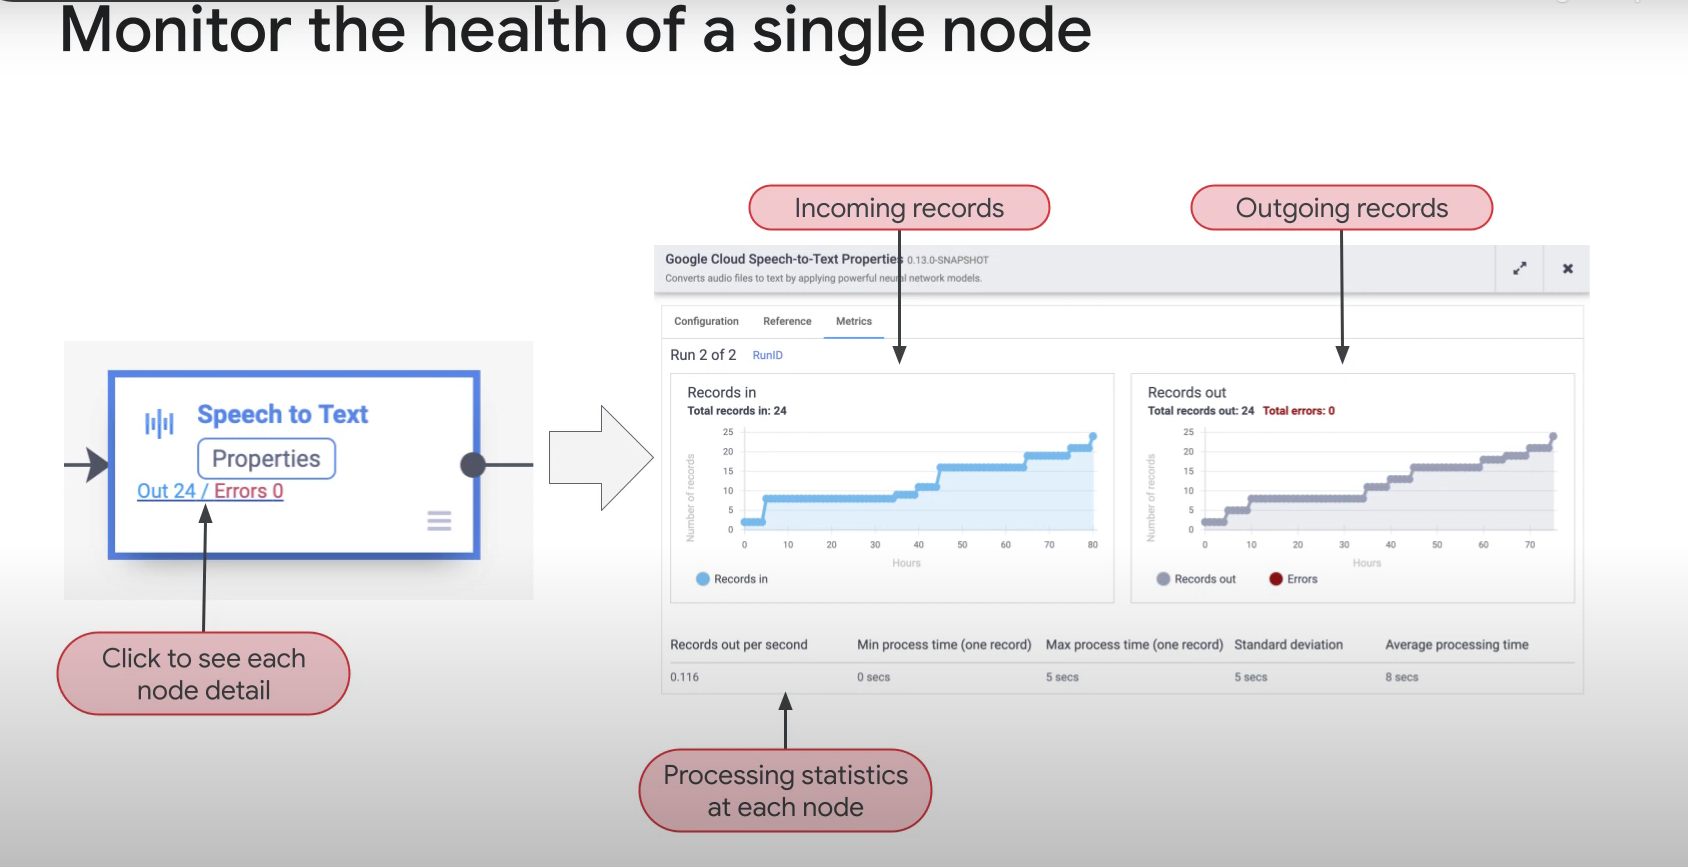 Monitor the health of a single node
Incoming records
Outgoing records
Google Cloud Speech-to-Text Properties 0.13.0-SNAPSHOT
Converts audio files to text by applying powerful neural network models.
Configuration
Reference
Metrics
Run 2 of 2
RunID
Records in
Total records in: 24
25
20
15
10
5
0
Number of records
0 10 20 30 40 50 60 70 80
Hours
Records in
Records out
Total records out: 24 Total errors: 0
25
20
15
10
5
0
Number of records
0 10 20 30 40 50 60 70
Hours
Records out
Errors
Records out per second
Min process time (one record)
Max process time (one record)
Standard deviation
Average processing time
0.116
0 secs
5 secs
5 secs
8 secs
Speech to Text
Properties
Out 24 / Errors 0
Click to see each
node detail
Processing statistics
at each node